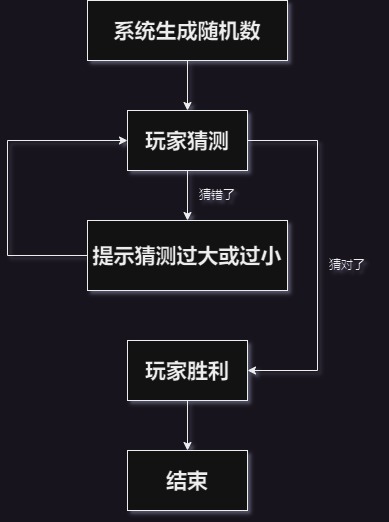 系统生成随机数
玩家猜测
猜错了
提示猜测过大或过小
猜对了
玩家胜利
结束